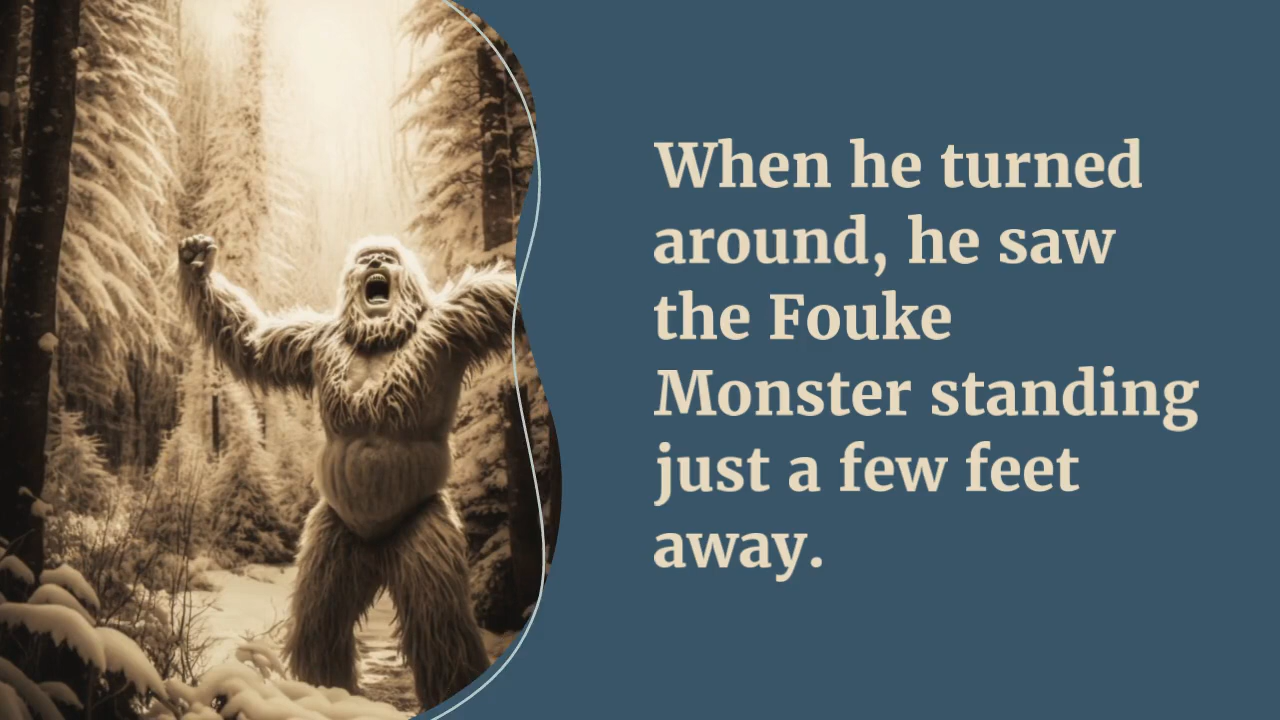 When he turned
around, he saw
the Fouke
Monster standing
just a few feet
away.